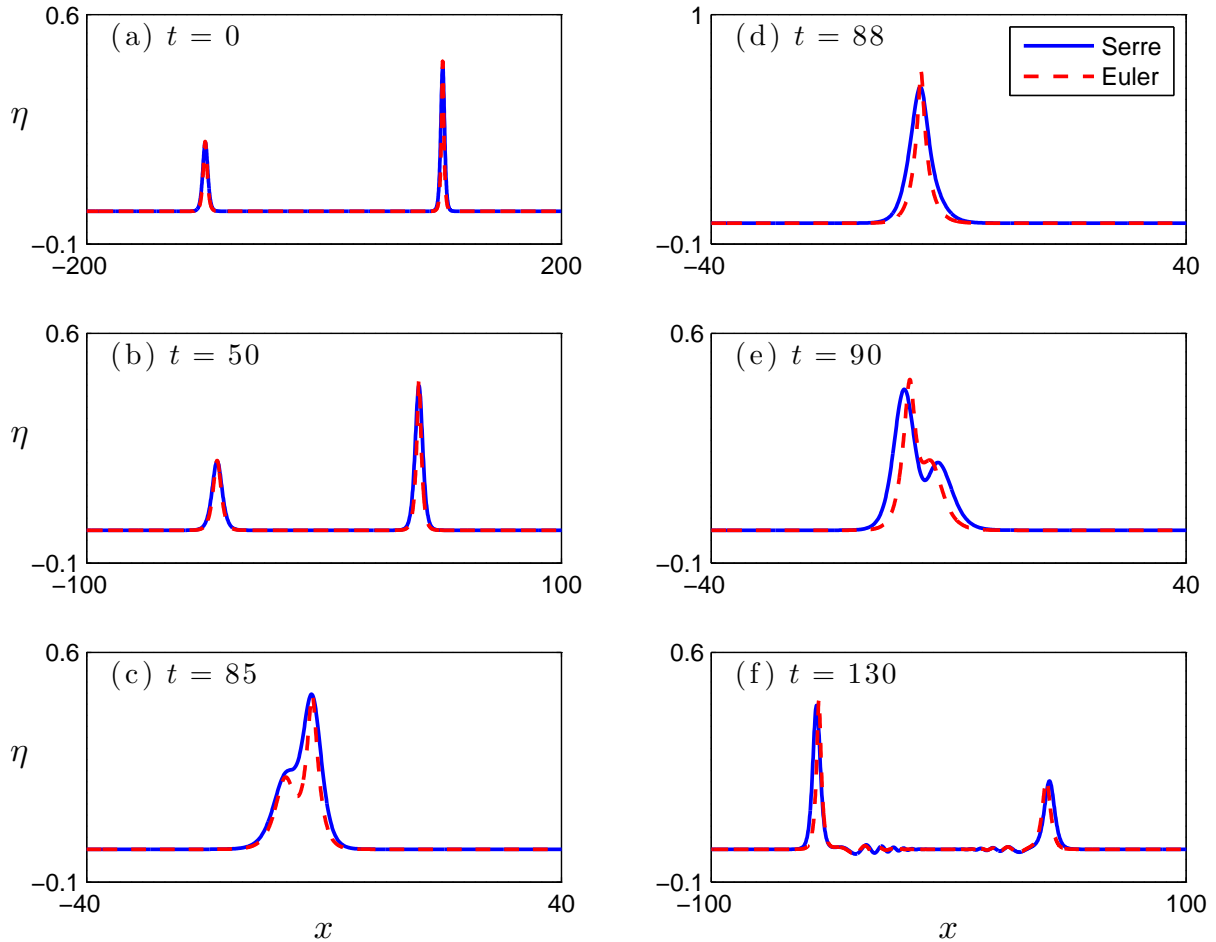 0.6
(a) t = 0
η
−0.1
−200
200
0.6
(b) t = 50
η
−0.1
−100
100
0.6
(c) t = 85
η
−0.1
−40
40
x
1
(d) t = 88
Serre
Euler
−0.1
−40
40
0.6
(e) t = 90
−0.1
−40
40
0.6
(f) t = 130
−0.1
−100
100
x